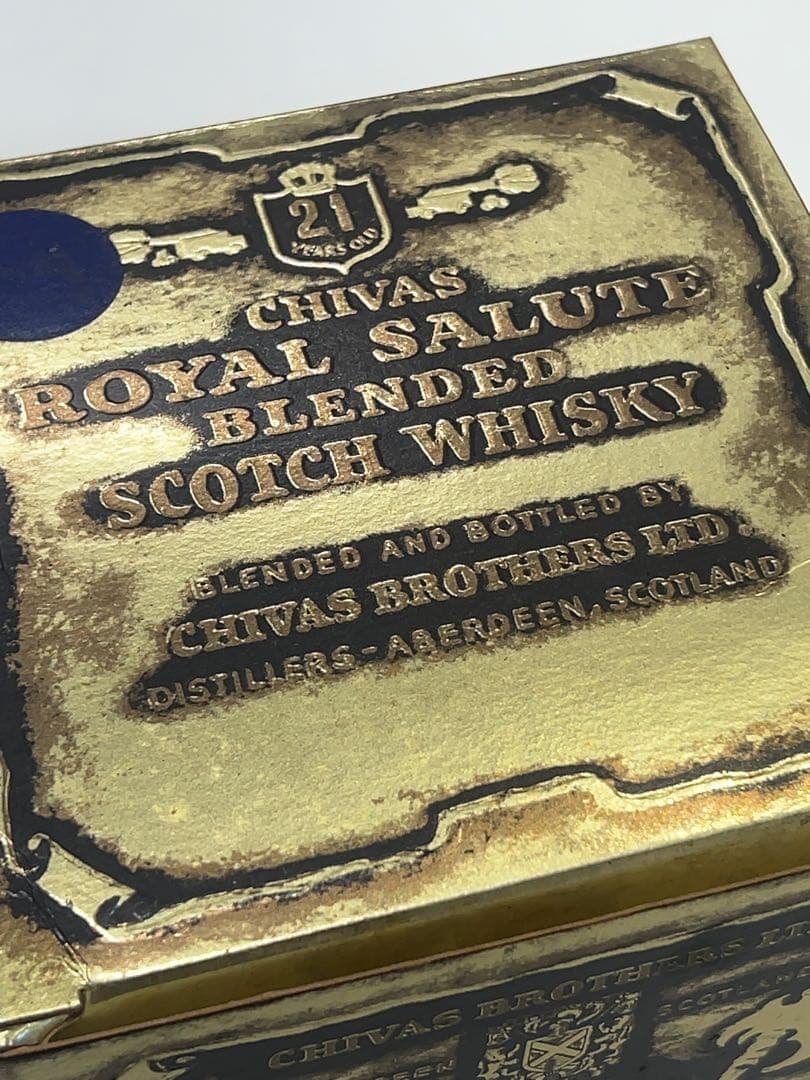 21
YEARS OLD
CHIVAS
ROYAL SALUTE
BLENDED
SCOTCH WHISKY
BLENDED AND BOTTLED BY
CHIVAS BROTHERS LTD.
DISTILLERS-ABERDEEN, SCOTLAND
CHIVAS BROTHERS